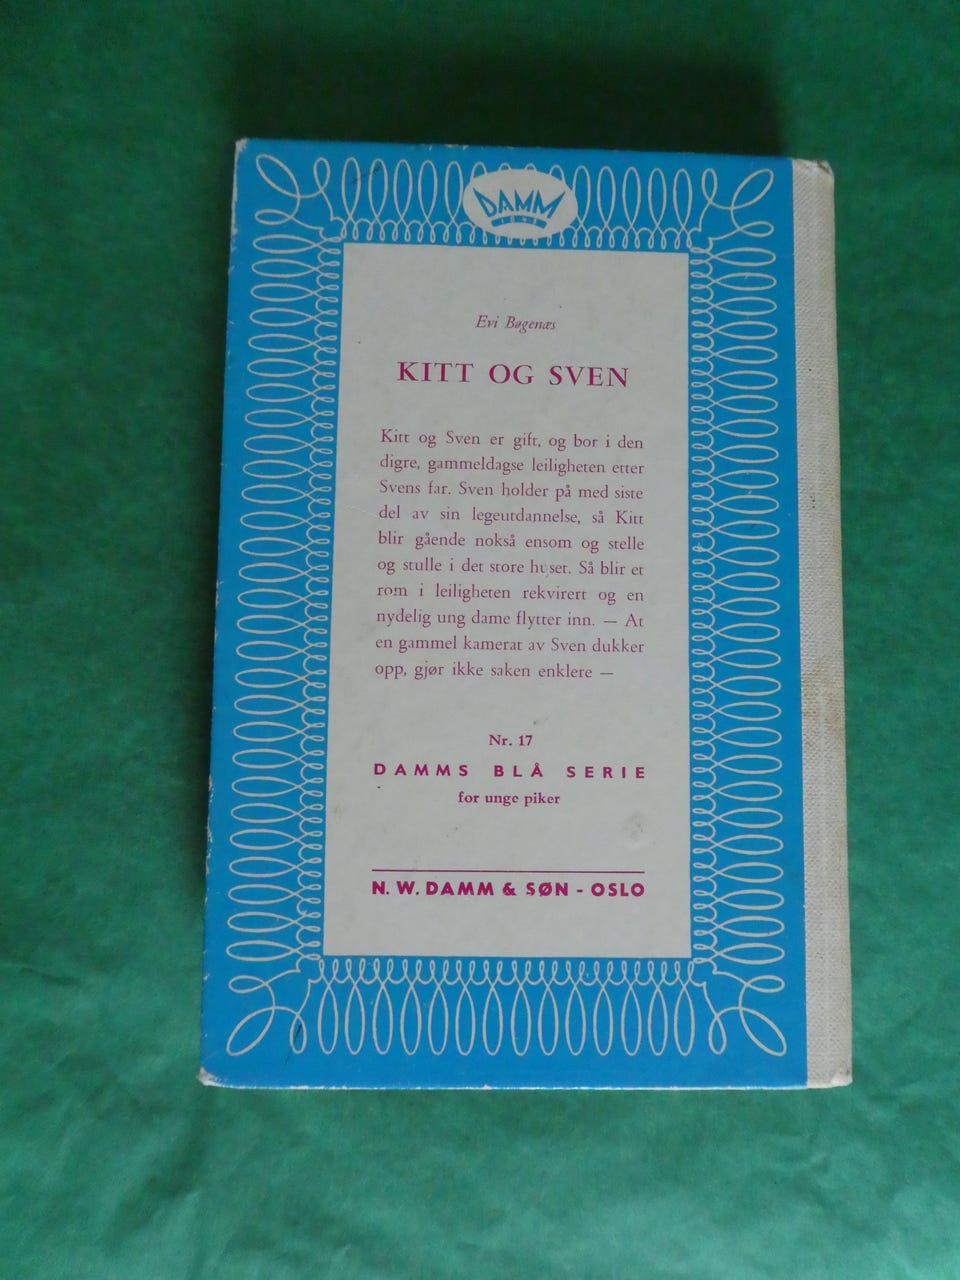 DAMM
1843
Evi Bøgenæs
KITT OG SVEN
Kitt og Sven er gift, og bor i den
digre, gammeldagse leiligheten etter
Svens far. Sven holder på med siste
del av sin legeutdannelse, så Kitt
blir gående nokså ensom og stelle
og stulle i det store huset. Så blir et
rom i leiligheten rekvirert og en
nydelig ung dame flytter inn. — At
en gammel kamerat av Sven dukker
opp, gjør ikke saken enklere —
Nr. 17
DAMMS BLÅ SERIE
for unge piker
N. W. DAMM & SØN - OSLO